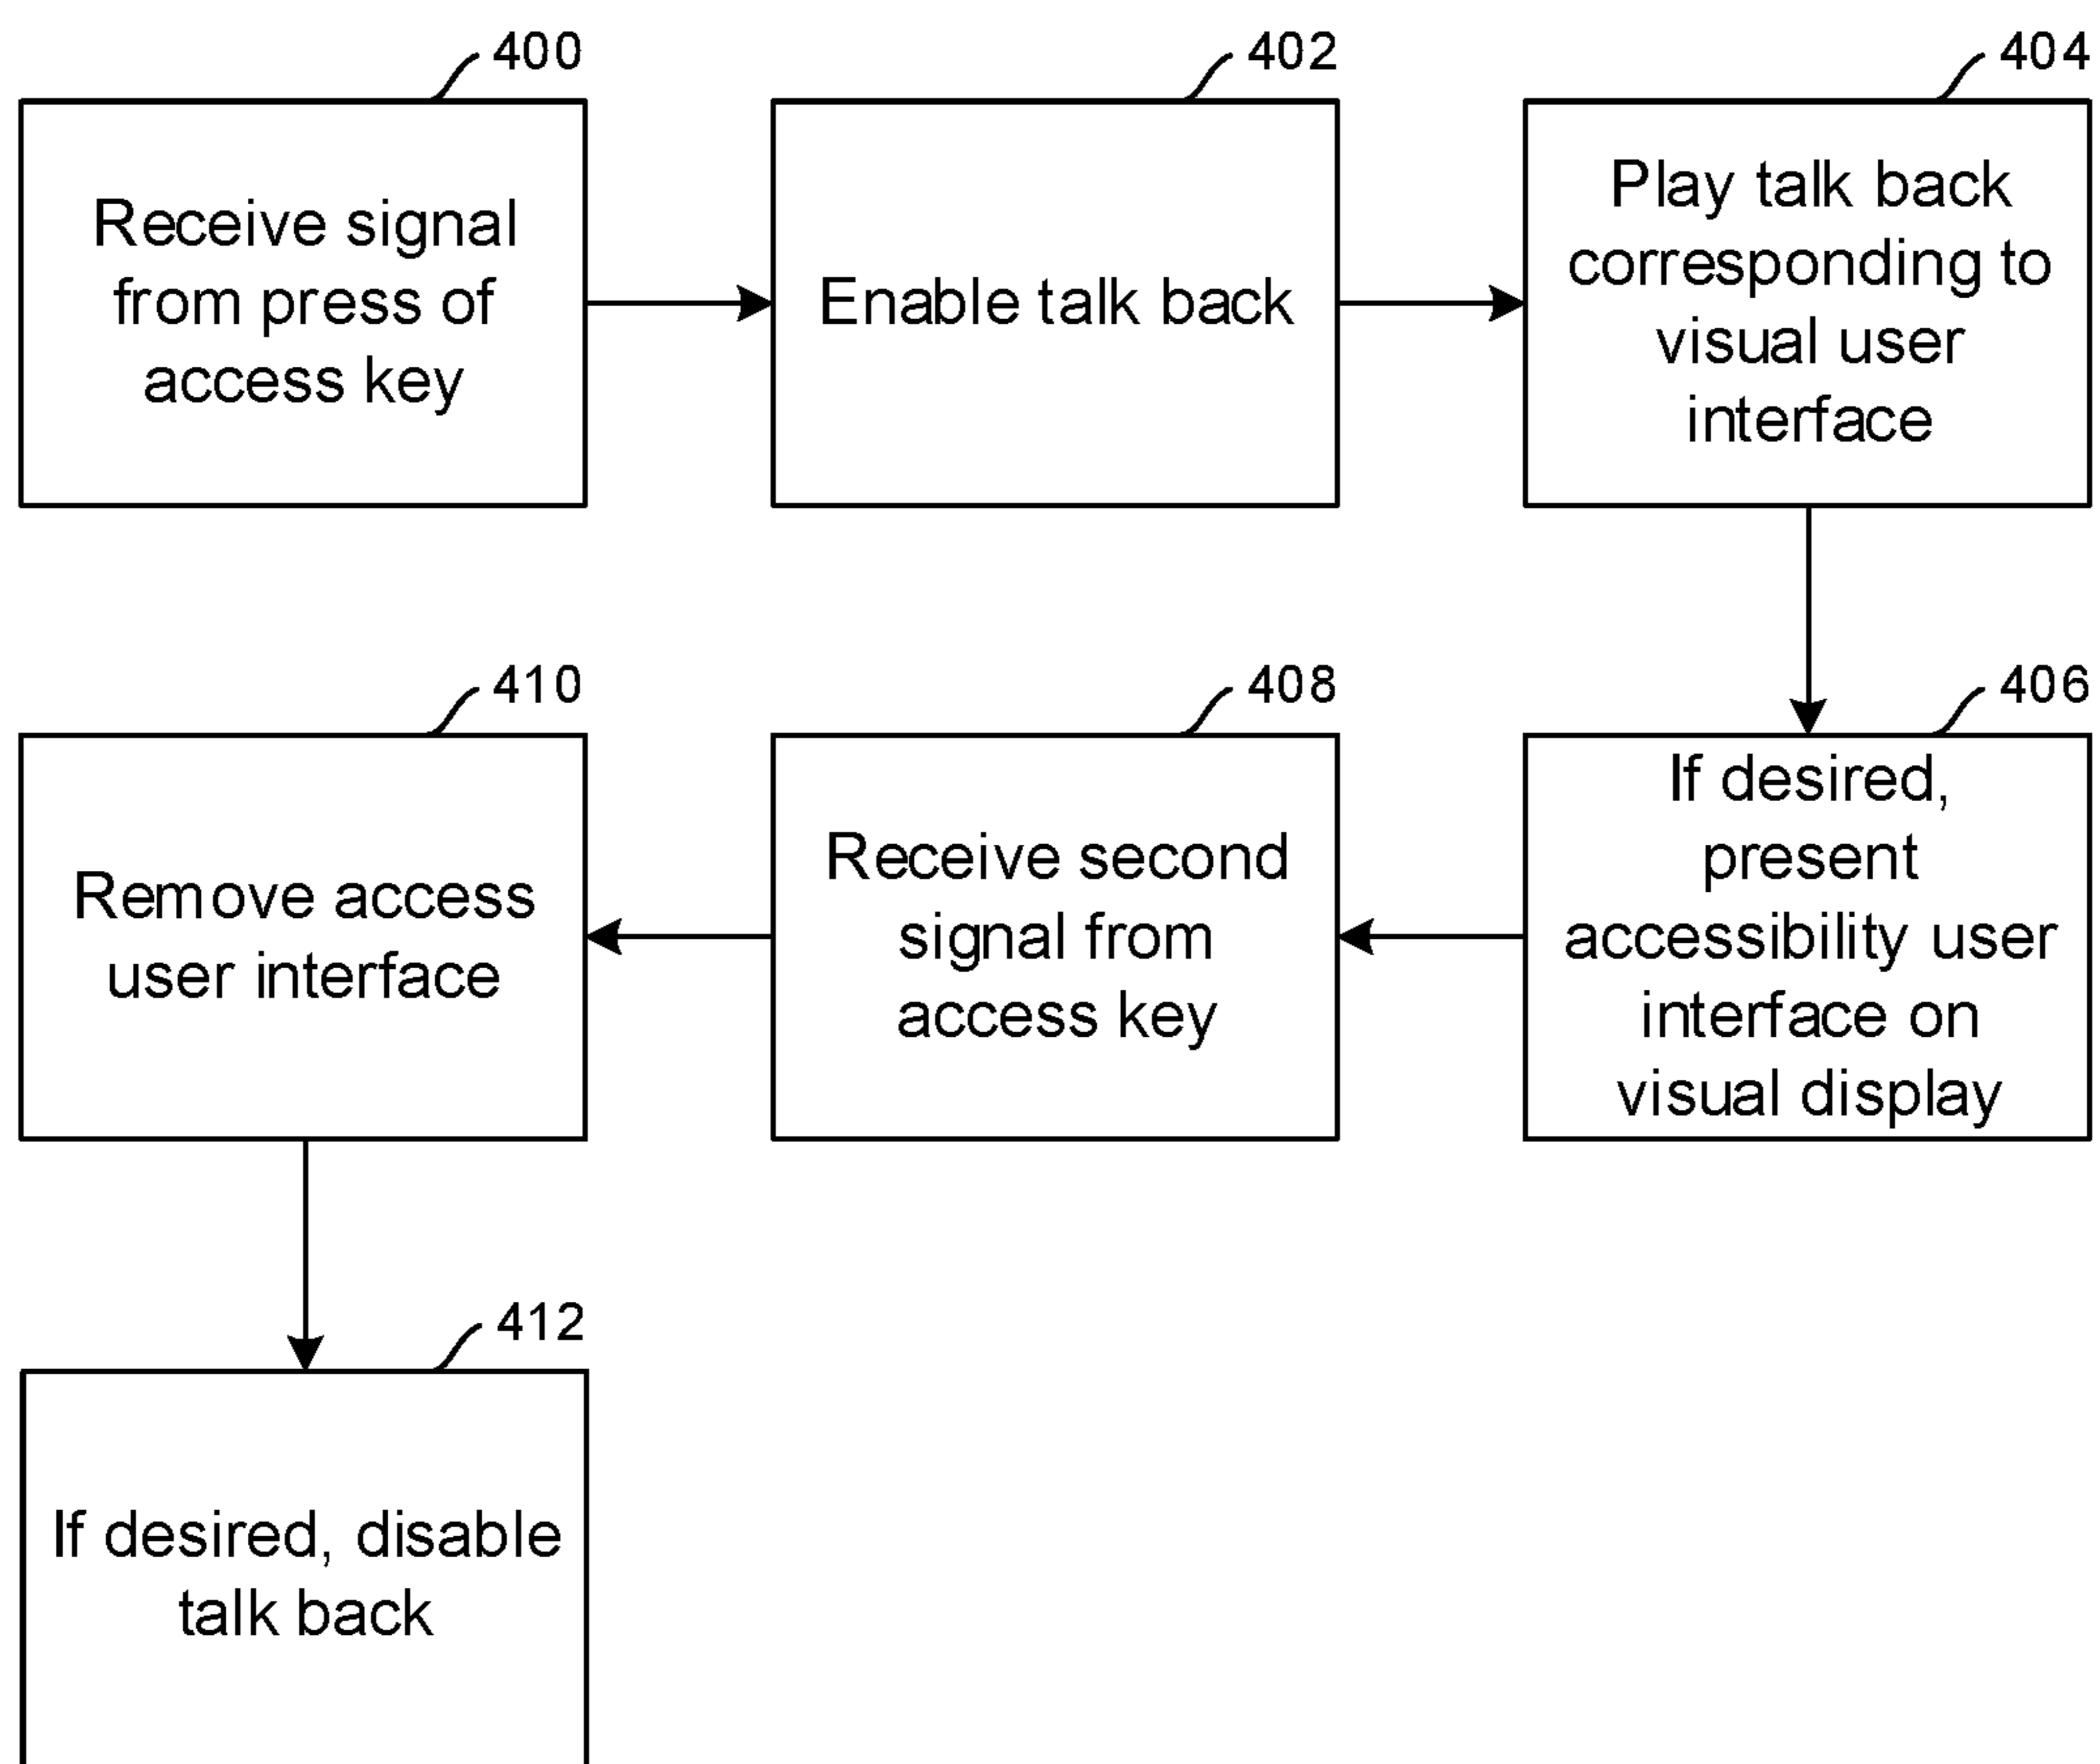 400
Receive signal
from press of
access key
402
Enable talk back
404
Play talk back
corresponding to
visual user
interface
406
If desired,
present
accessibility user
interface on
visual display
408
Receive second
signal from
access key
410
Remove access
user interface
412
If desired, disable
talk back